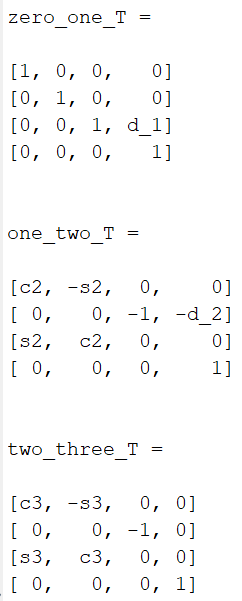 zero_one_T =
[1, 0, 0,   0]
[0, 1, 0,   0]
[0, 0, 1, d_1]
[0, 0, 0,   1]
one_two_T =
[c2, -s2,  0,    0]
[ 0,   0, -1, -d_2]
[s2,  c2,  0,    0]
[ 0,   0,  0,    1]
two_three_T =
[c3, -s3,  0, 0]
[ 0,   0, -1, 0]
[s3,  c3,  0, 0]
[ 0,   0,  0, 1]